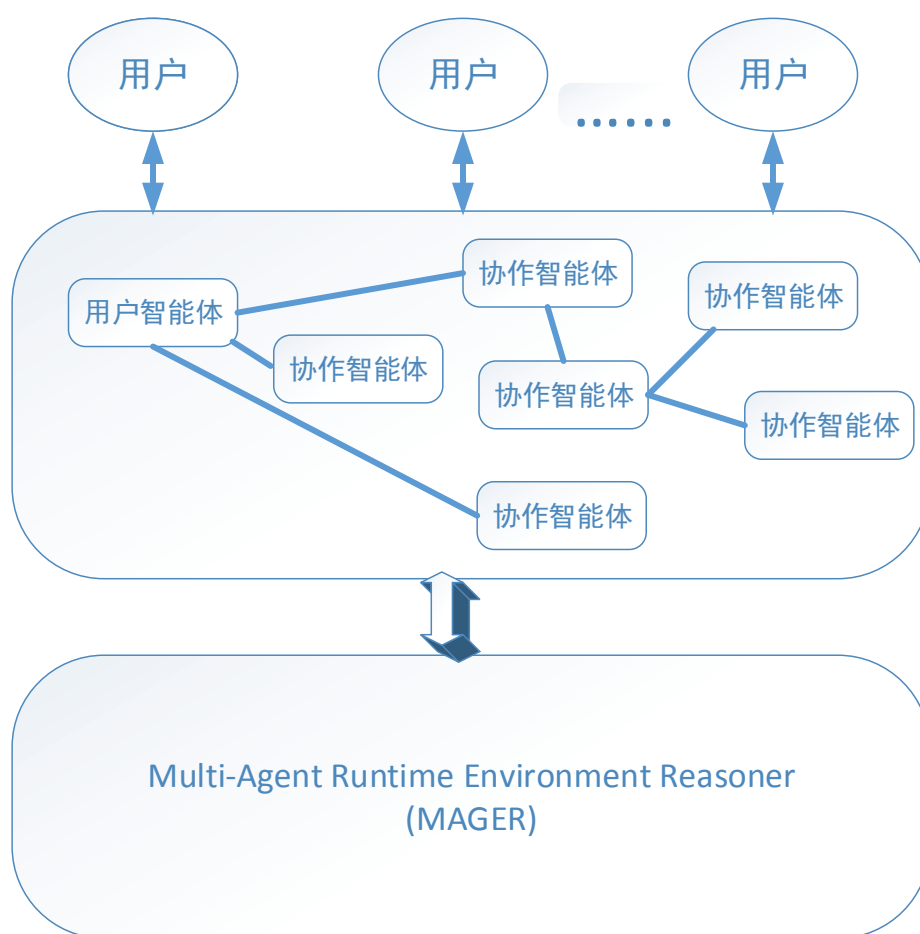 用户
用户
......
用户
用户智能体
协作智能体
协作智能体
协作智能体
协作智能体
协作智能体
协作智能体
Multi-Agent Runtime Environment Reasoner
(MAGER)